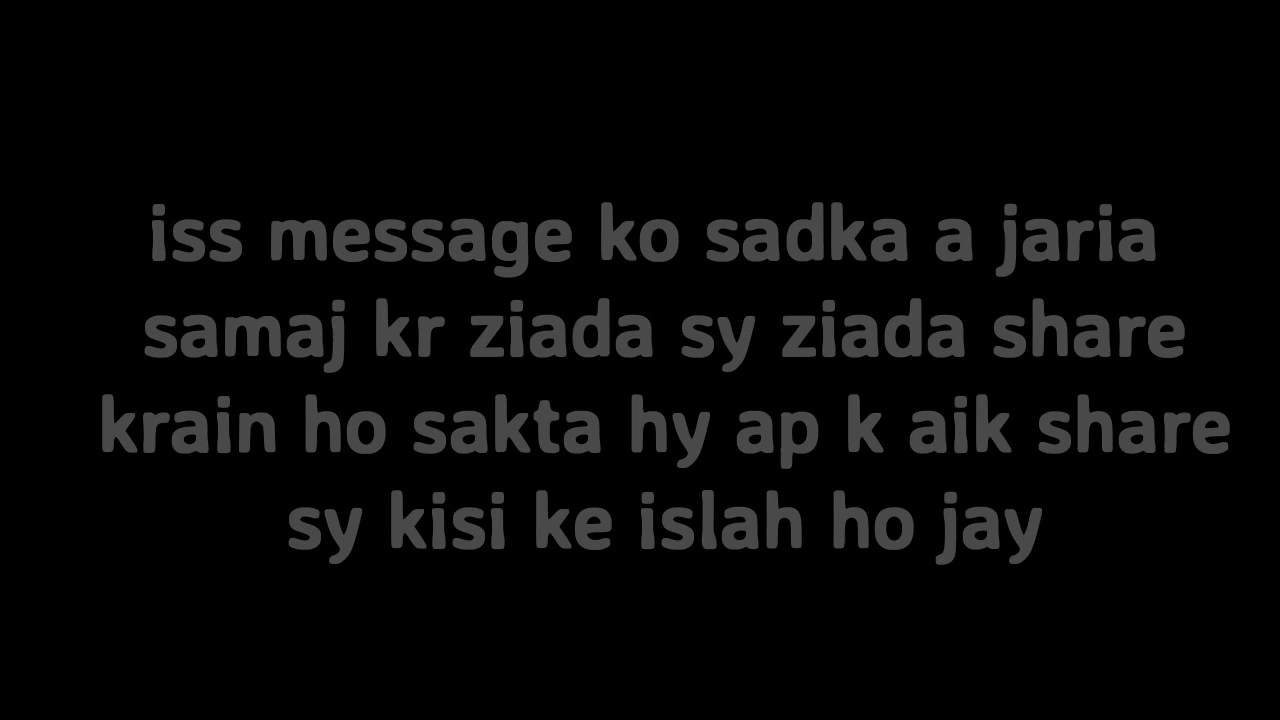 iss message ko sadka a jaria
samaj kr ziada sy ziada share
krain ho sakta hy ap k aik share
sy kisi ke islah ho jay